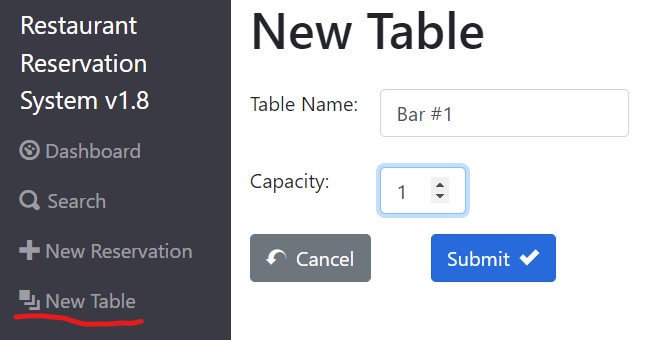 Restaurant
Reservation
System v1.8
Dashboard
Search
New Reservation
New Table
New Table
Table Name:
Bar #1
Capacity:
1
Cancel
Submit